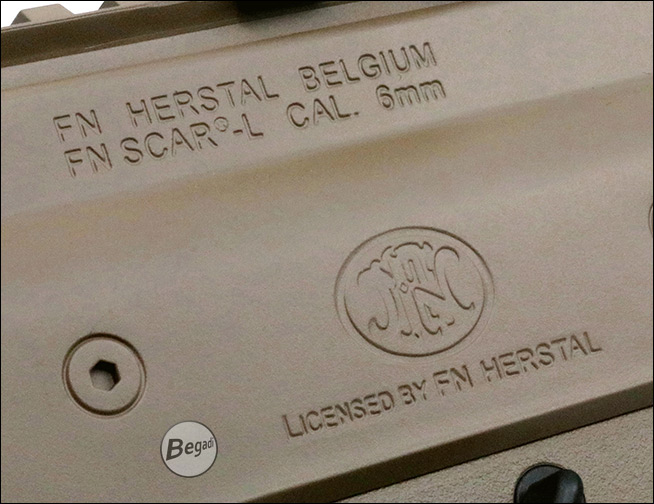 FN HERSTAL BELGIUM
FN SCAR®-L CAL. 6mm
FN
LICENSED BY FN HERSTAL
Begadi